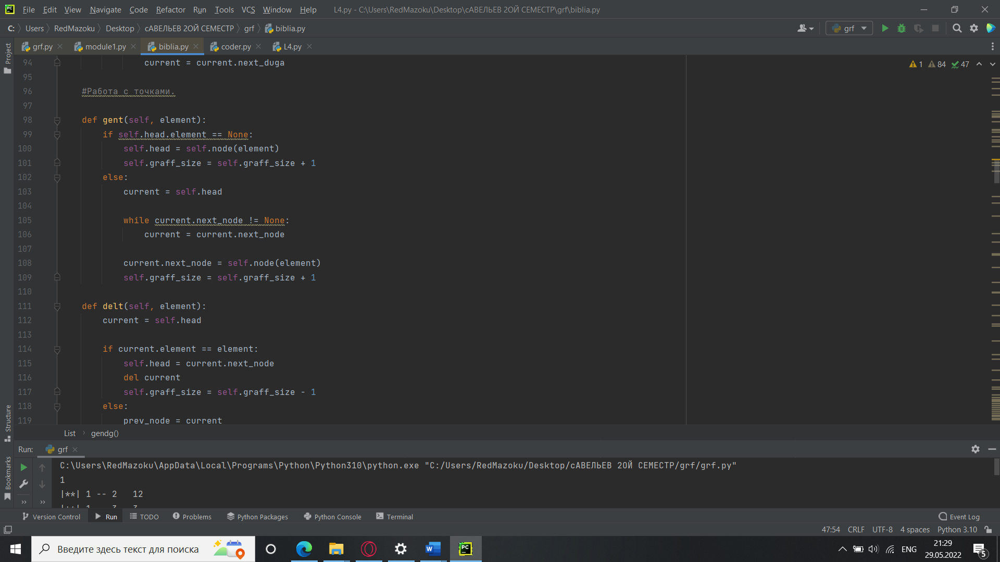 PC File Edit View Navigate Code Refactor Run Tools VCS Window Help L4.py - C:\Users\RedMazoku\Desktop\сАВЕЛЬЕВ 2ОЙ СЕМЕСТР\grf\biblia.py
C: Users RedMazoku Desktop сАВЕЛЬЕВ 2ОЙ СЕМЕСТР grf biblia.py grf
grf.py module1.py biblia.py coder.py L4.py
Project
1 84 47
94 current = current.next_duga
95
96 #Работа с точками.
97
98 def gent(self, element):
99 if self.head.element == None:
100 self.head = self.node(element)
101 self.graff_size = self.graff_size + 1
102 else:
103 current = self.head
104
105 while current.next_node != None:
106 current = current.next_node
107
108 current.next_node = self.node(element)
109 self.graff_size = self.graff_size + 1
110
111 def delt(self, element):
112 current = self.head
113
114 if current.element == element:
115 self.head = current.next_node
116 del current
117 self.graff_size = self.graff_size - 1
118 else:
119 prev_node = current
Structure
List › gendg()
Run: grf
Bookmarks
C:\Users\RedMazoku\AppData\Local\Programs\Python\Python310\python.exe "C:/Users/RedMazoku/Desktop/сАВЕЛЬЕВ 2ОЙ СЕМЕСТР/grf/grf.py"
1
|**| 1 -- 2 12
Version Control Run TODO Problems Python Packages Python Console Terminal Event Log
47:54 CRLF UTF-8 4 spaces Python 3.10
Введите здесь текст для поиска
W PC ENG
21:29
29.05.2022
5